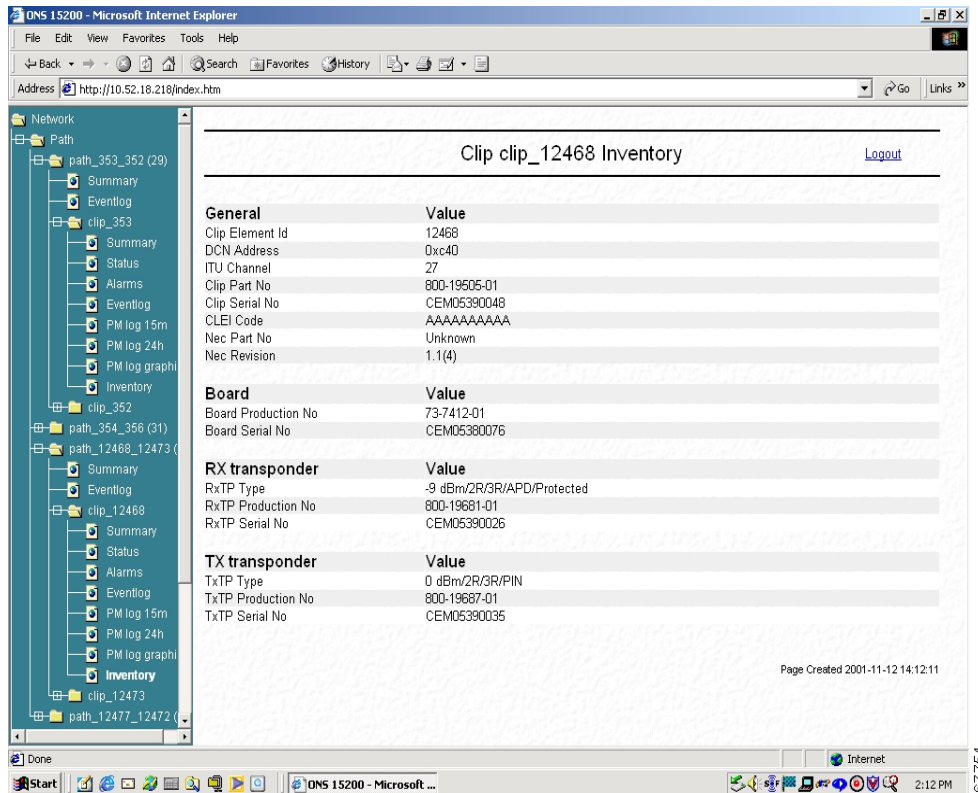 ONS 15200 - Microsoft Internet Explorer
File Edit View Favorites Tools Help
Back Search Favorites History
Address http://10.52.18.218/index.htm Go Links »
Network
Path
path_353_352 (29)
Summary
Eventlog
clip_353
Summary
Status
Alarms
Eventlog
PM log 15m
PM log 24h
PM log graphi
Inventory
clip_352
path_354_356 (31)
path_12468_12473 (
Summary
Eventlog
clip_12468
Summary
Status
Alarms
Eventlog
PM log 15m
PM log 24h
PM log graphi
Inventory
clip_12473
path_12477_12472 (
Clip clip_12468 Inventory Logout
General Value
Clip Element Id 12468
DCN Address 0xc40
ITU Channel 27
Clip Part No 800-19505-01
Clip Serial No CEM05390048
CLEI Code AAAAAAAAAA
Nec Part No Unknown
Nec Revision 1.1(4)
Board Value
Board Production No 73-7412-01
Board Serial No CEM05380076
RX transponder Value
RxTP Type -9 dBm/2R/3R/APD/Protected
RxTP Production No 800-19681-01
RxTP Serial No CEM05390026
TX transponder Value
TxTP Type 0 dBm/2R/3R/PIN
TxTP Production No 800-19687-01
TxTP Serial No CEM05390035
Page Created 2001-11-12 14:12:11
Done Internet
Start ONS 15200 - Microsoft ... 2:12 PM